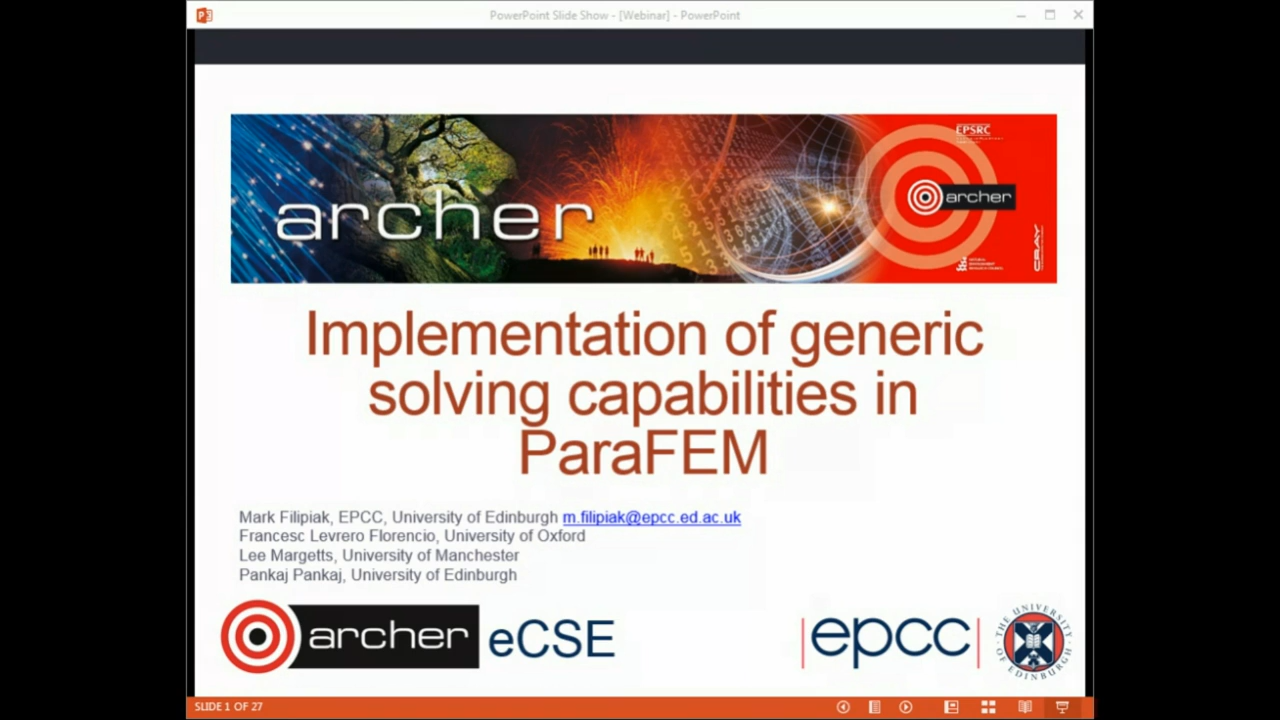 PowerPoint Slide Show - [Webinar] - PowerPoint
EPSRC
archer
archer
CRAY
Implementation of generic
solving capabilities in
ParaFEM
Mark Filipiak, EPCC, University of Edinburgh m.filipiak@epcc.ed.ac.uk
Francesc Levrero Florencio, University of Oxford
Lee Margetts, University of Manchester
Pankaj Pankaj, University of Edinburgh
archer eCSE
|epcc|
THE UNIVERSITY OF EDINBURGH
SLIDE 1 OF 27